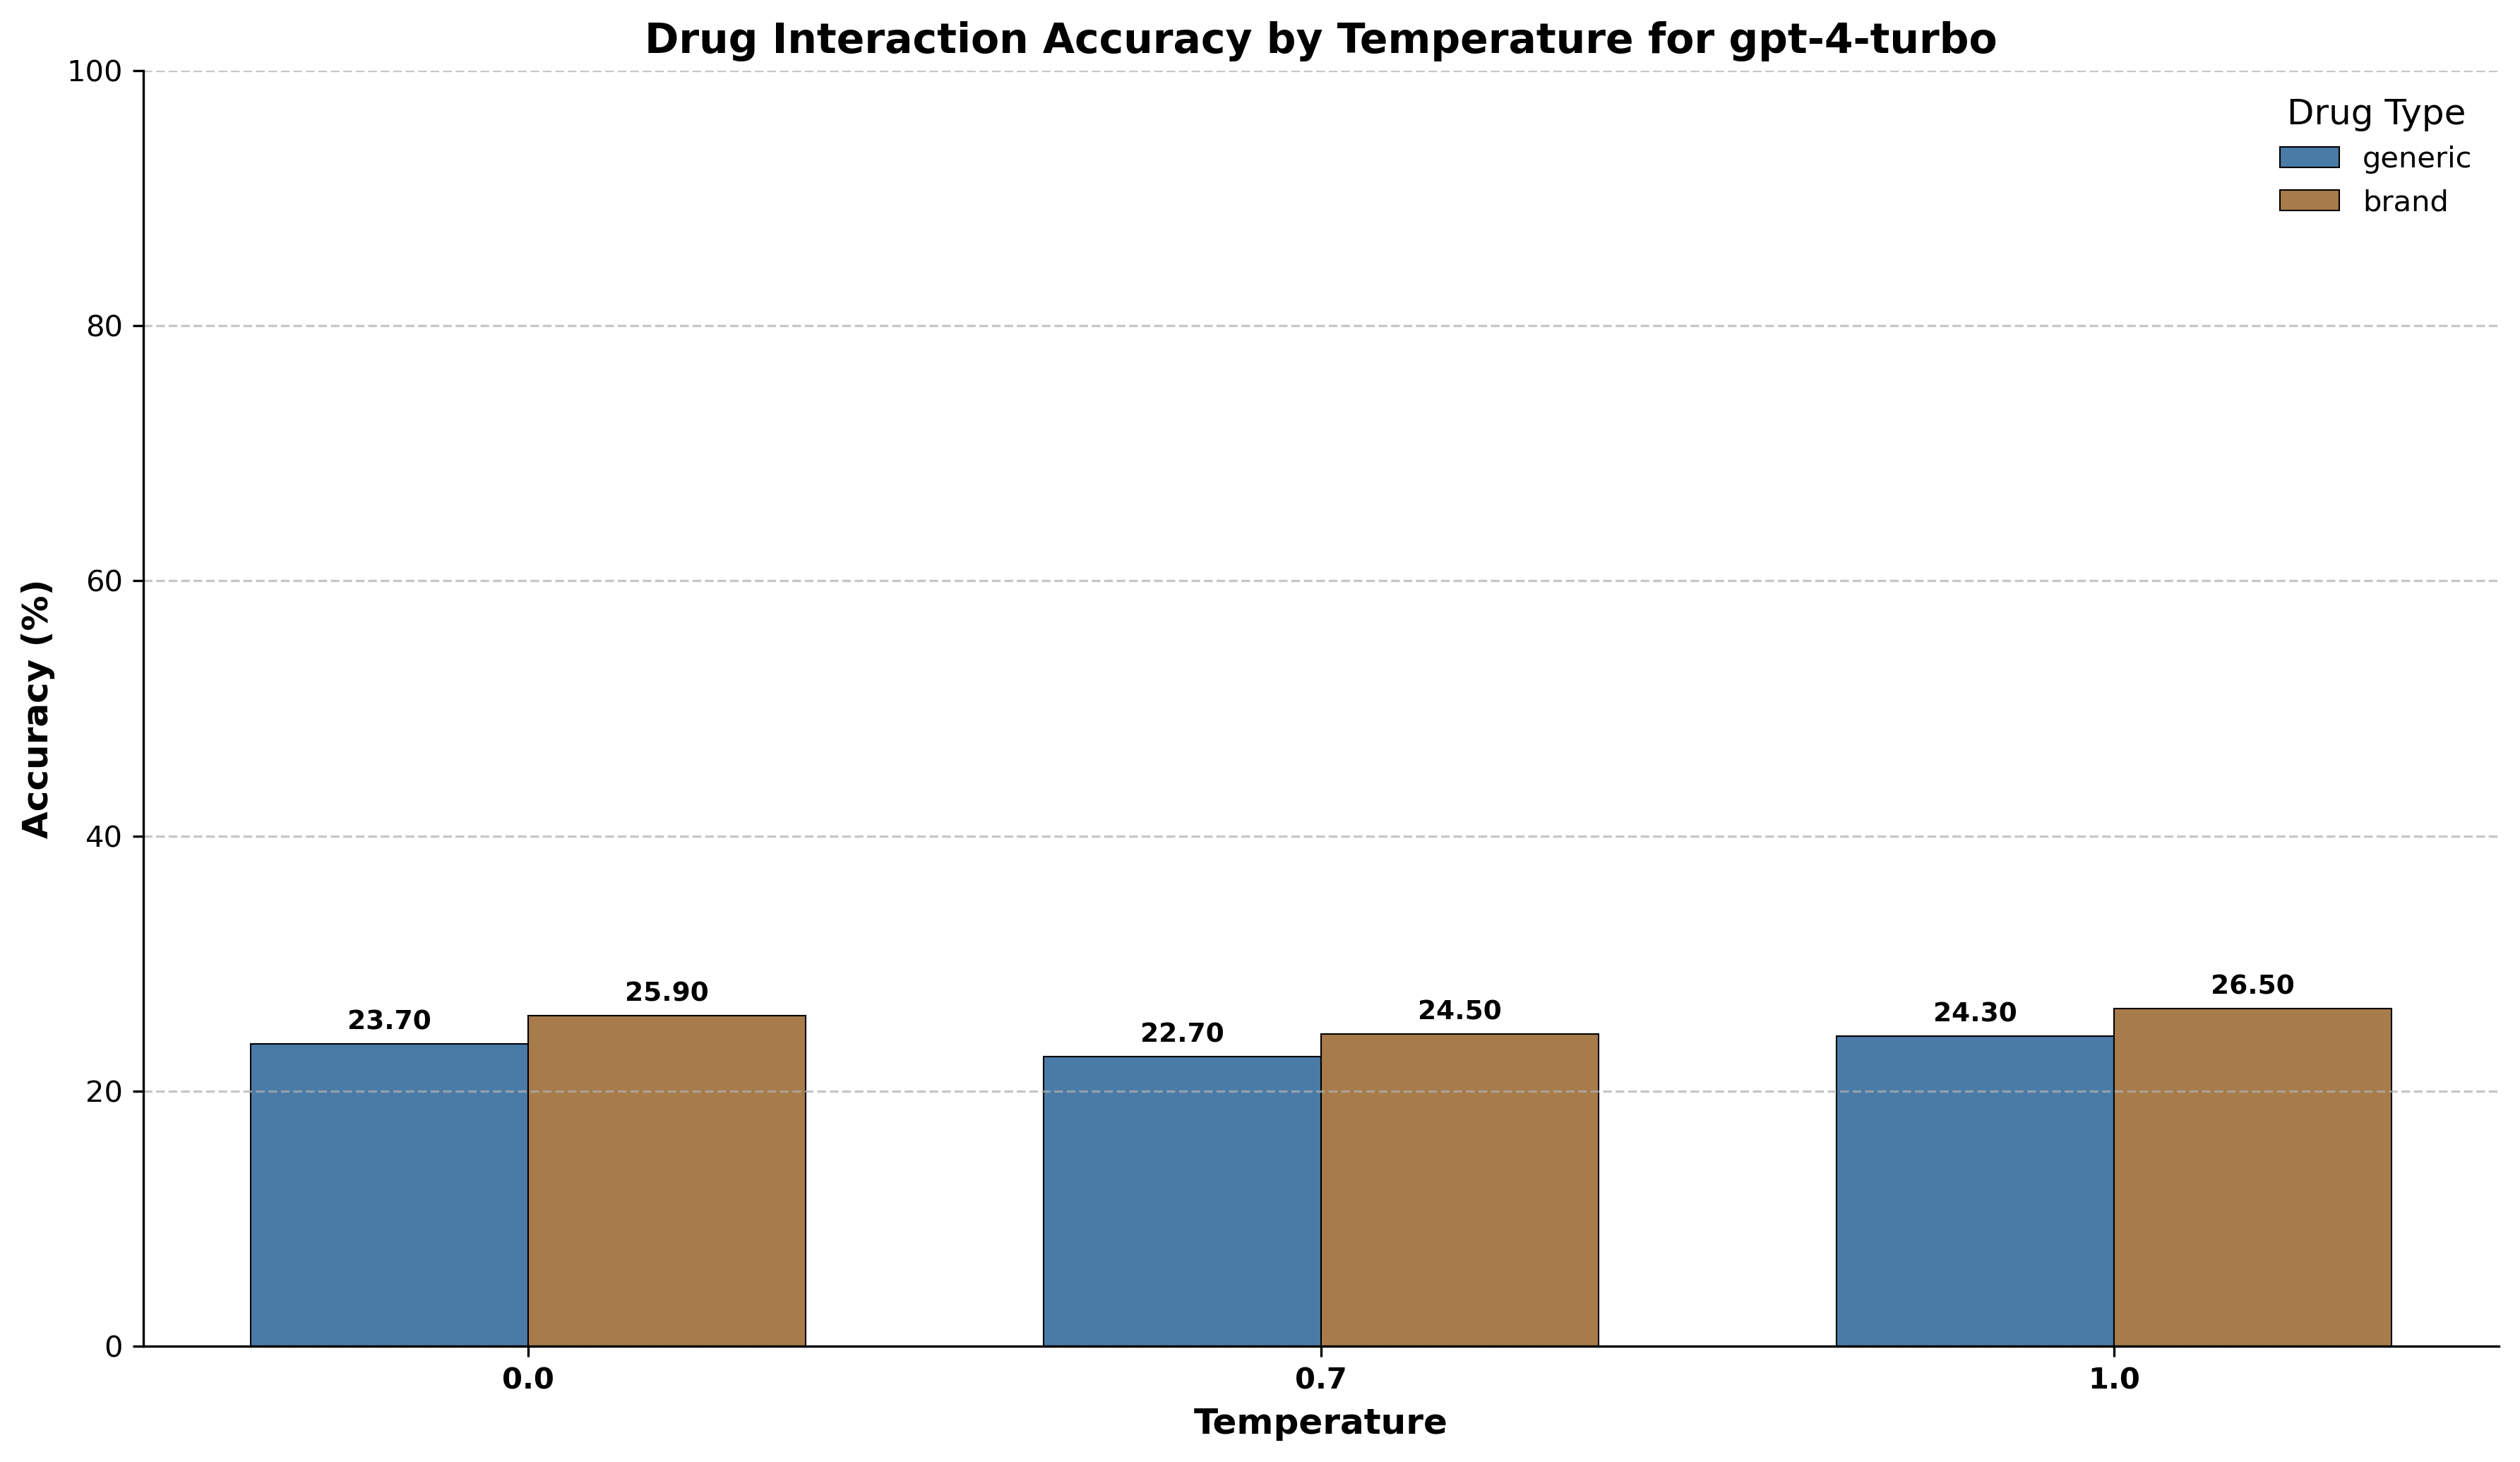 Drug Interaction Accuracy by Temperature for gpt-4-turbo
100
80
60
40
20
0
Accuracy (%)
Drug Type
generic
brand
23.70
25.90
22.70
24.50
24.30
26.50
0.0
0.7
1.0
Temperature